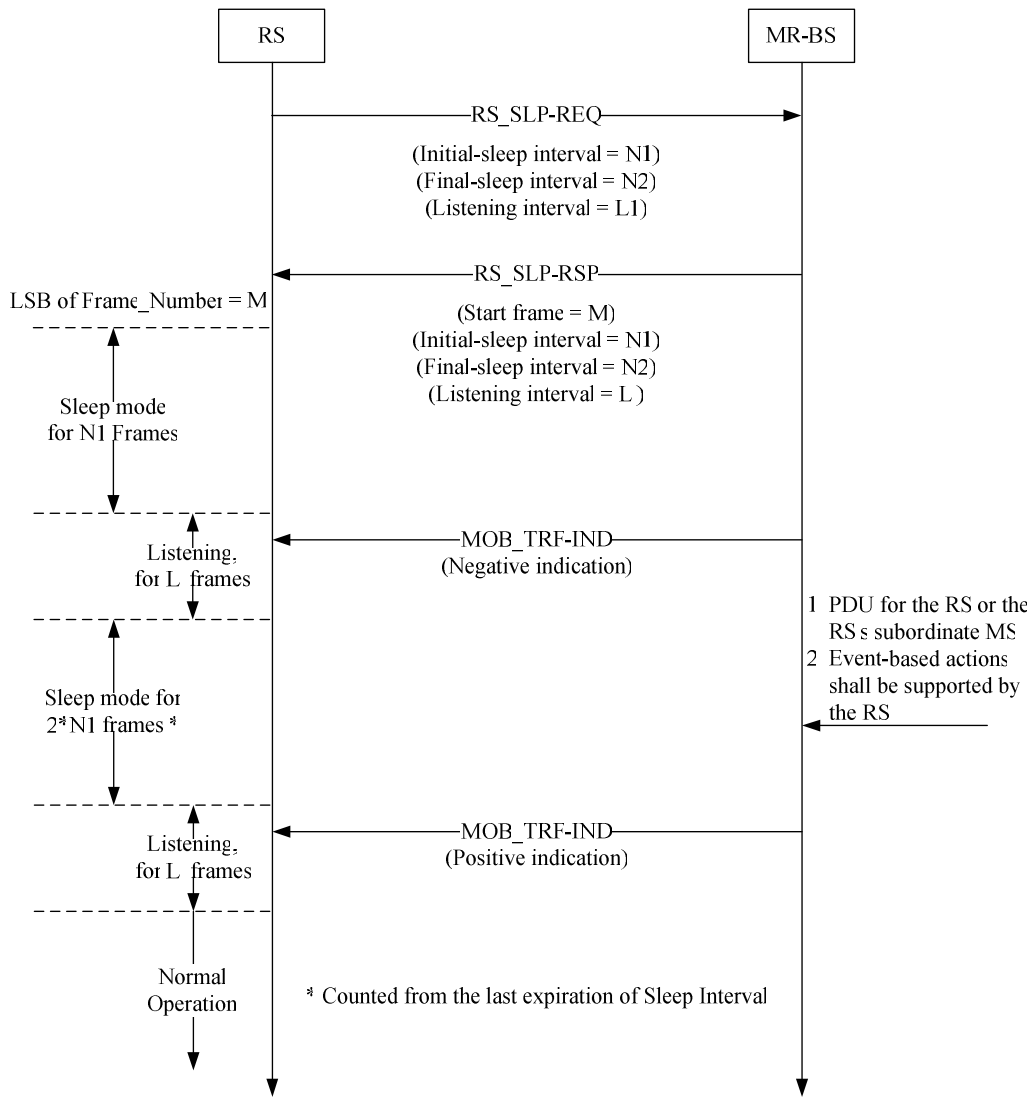 RS
MR-BS
RS_SLP-REQ
(Initial-sleep interval = N1)
(Final-sleep interval = N2)
(Listening interval = L1)
RS_SLP-RSP
LSB of Frame_Number = M
(Start frame = M)
(Initial-sleep interval = N1)
(Final-sleep interval = N2)
(Listening interval = L )
Sleep mode
for N1 Frames
MOB_TRF-IND
(Negative indication)
Listening,
for L frames
1 PDU for the RS or the
RS s subordinate MS
2 Event-based actions
shall be supported by
the RS
Sleep mode for
2*N1 frames *
MOB_TRF-IND
(Positive indication)
Listening,
for L frames
Normal
Operation
* Counted from the last expiration of Sleep Interval